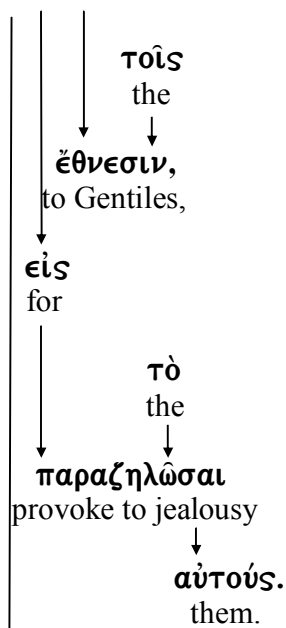 τοῖς
the
ἔθνεσιν,
to Gentiles,
εἰς
for
τὸ
the
παραζηλῶσαι
provoke to jealousy
αὐτούς.
them.